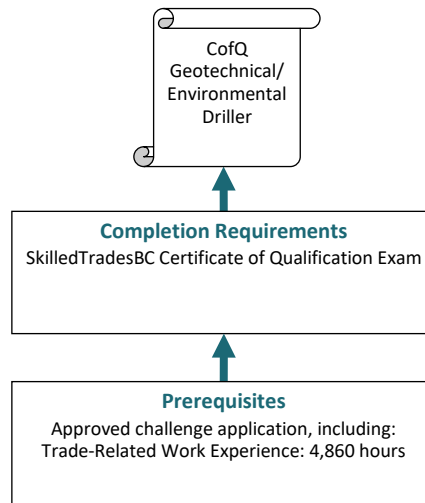 CofQ
Geotechnical/
Environmental
Driller
Completion Requirements
SkilledTradesBC Certificate of Qualification Exam
Prerequisites
Approved challenge application, including:
Trade-Related Work Experience: 4,860 hours